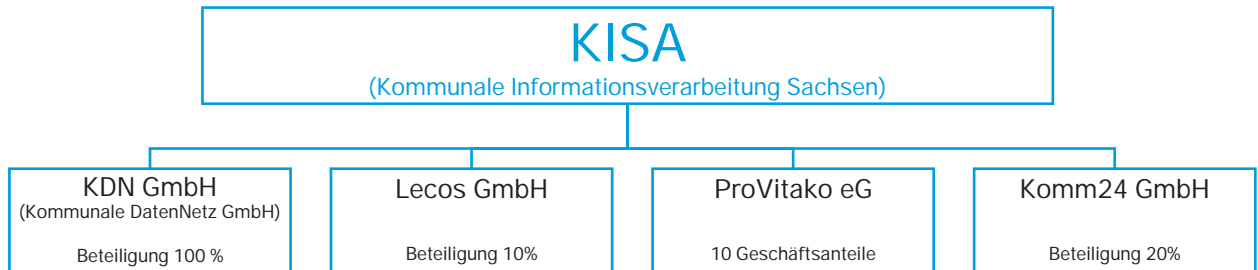 KISA
(Kommunale Informationsverarbeitung Sachsen)
KDN GmbH
(Kommunale DatenNetz GmbH)
Beteiligung 100 %
Lecos GmbH
Beteiligung 10%
ProVitako eG
10 Geschäftsanteile
Komm24 GmbH
Beteiligung 20%